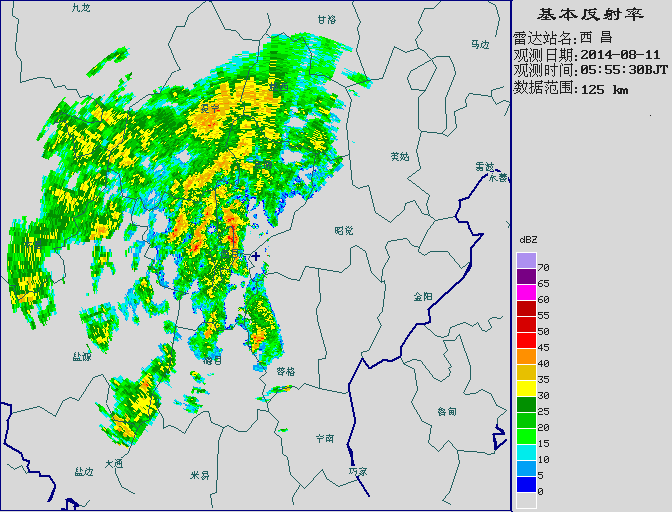 基本反射率
雷达站名:西 昌
观测日期:2014-08-11
观测时间:05:55:30BJT
数据范围:125 km
九龙
甘洛
马边
冕宁
美姑
雷波
永善
昭觉
金阳
盐源
普格
鲁甸
宁南
大通
盐边
米易
巧家
dBZ
70
65
60
55
50
45
40
35
30
25
20
15
10
5
0